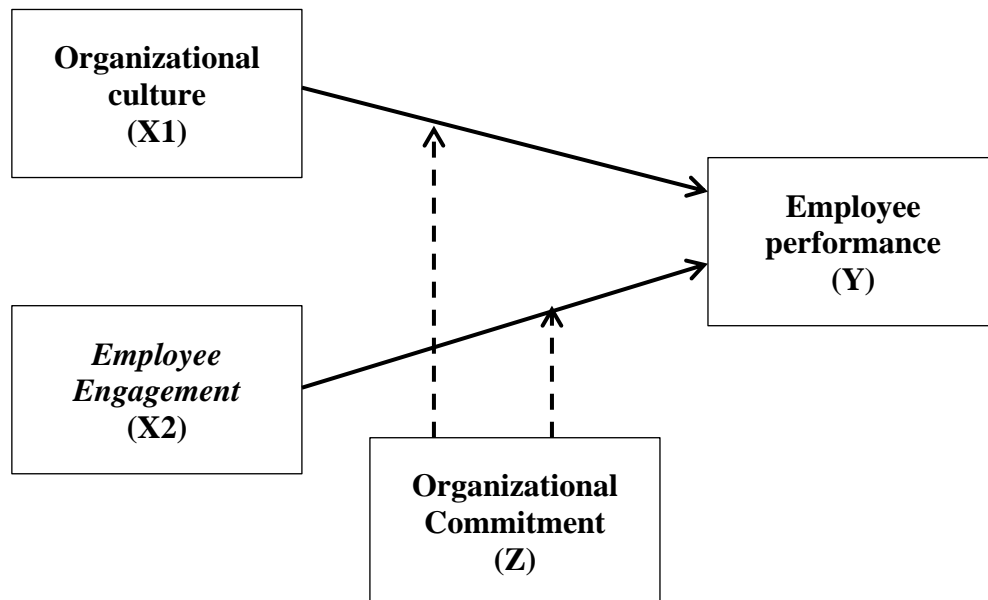 Organizational
culture
(X1)
Employee
performance
(Y)
Employee
Engagement
(X2)
Organizational
Commitment
(Z)